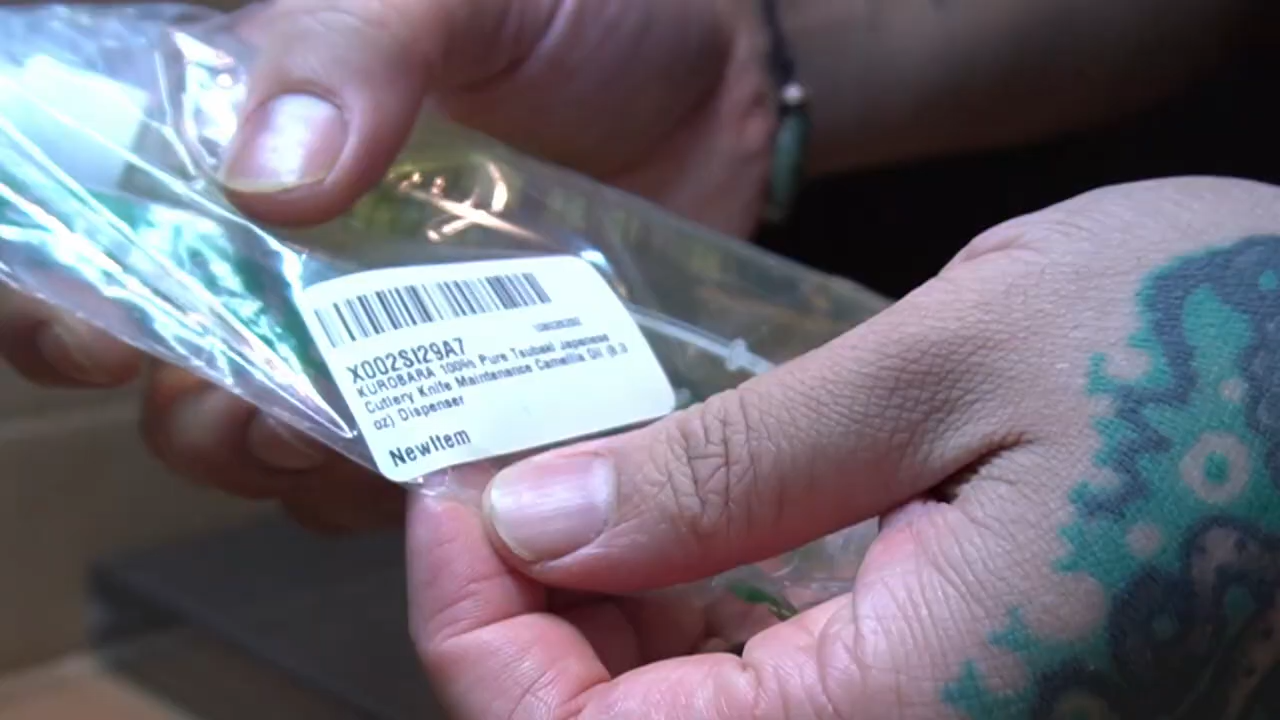 X002SI29A7
KUROBARA 100% Pure Tsubaki Japanese
Cutlery Knife Maintenance Camellia Oil (8.3
oz) Dispenser
NewItem